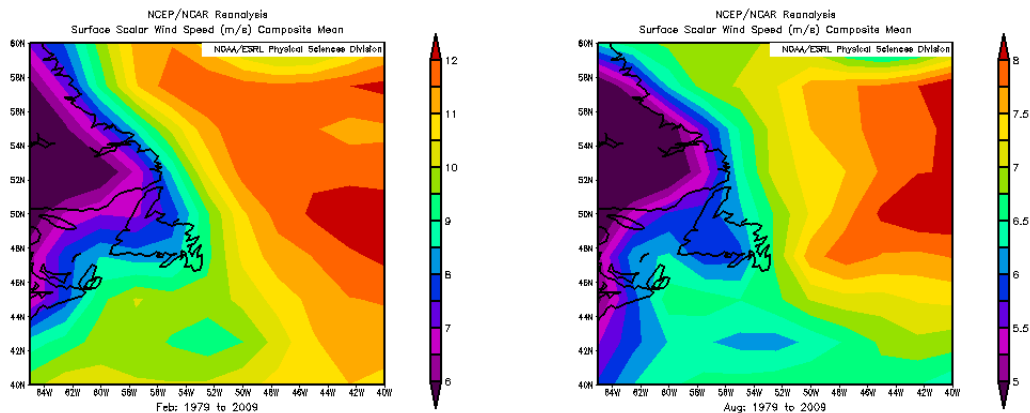 NCEP/NCAR Reanalysis
Surface Scalar Wind Speed (m/s) Composite Mean
NOAA/ESRL Physical Sciences Division
60N
58N
56N
54N
52N
50N
48N
46N
44N
42N
40N
64W 62W 60W 58W 56W 54W 52W 50W 48W 46W 44W 42W 40W
Feb: 1979 to 2009
12
11
10
9
8
7
6
NCEP/NCAR Reanalysis
Surface Scalar Wind Speed (m/s) Composite Mean
NOAA/ESRL Physical Sciences Division
60N
58N
56N
54N
52N
50N
48N
46N
44N
42N
40N
64W 62W 60W 58W 56W 54W 52W 50W 48W 46W 44W 42W 40W
Aug: 1979 to 2009
8
7.5
7
6.5
6
5.5
5